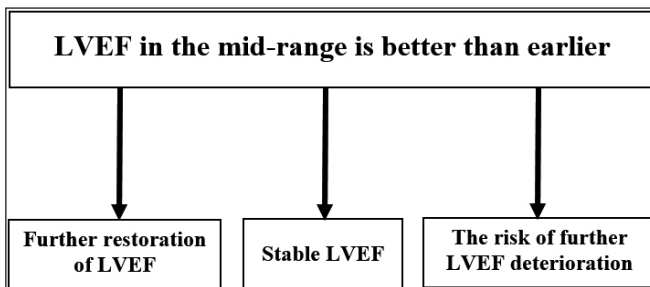 LVEF in the mid-range is better than earlier
Further restoration
of LVEF
Stable LVEF
The risk of further
LVEF deterioration